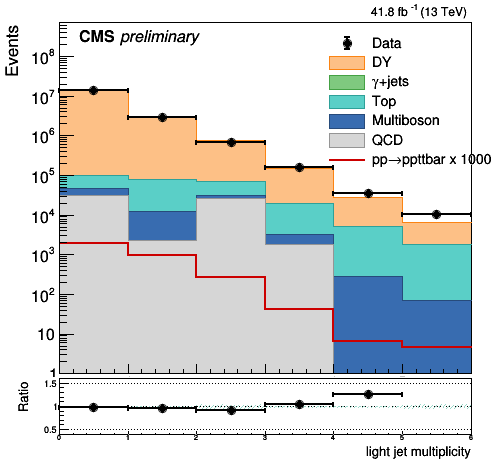 41.8 fb⁻¹ (13 TeV)
CMS preliminary
Events
Data
DY
γ+jets
Top
Multiboson
QCD
pp→ppttbar x 1000
10⁸
10⁷
10⁶
10⁵
10⁴
10³
10²
10
1
Ratio
1.5
1
0.5
0 1 2 3 4 5 6
light jet multiplicity